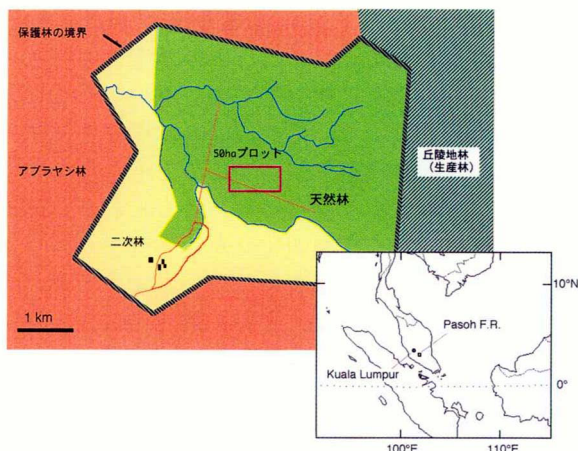 保護林の境界
50haプロット
アブラヤシ林
天然林
丘陵地林
(生産林)
二次林
1 km
10°N
Pasoh F.R.
Kuala Lumpur
0°
100°E
110°E